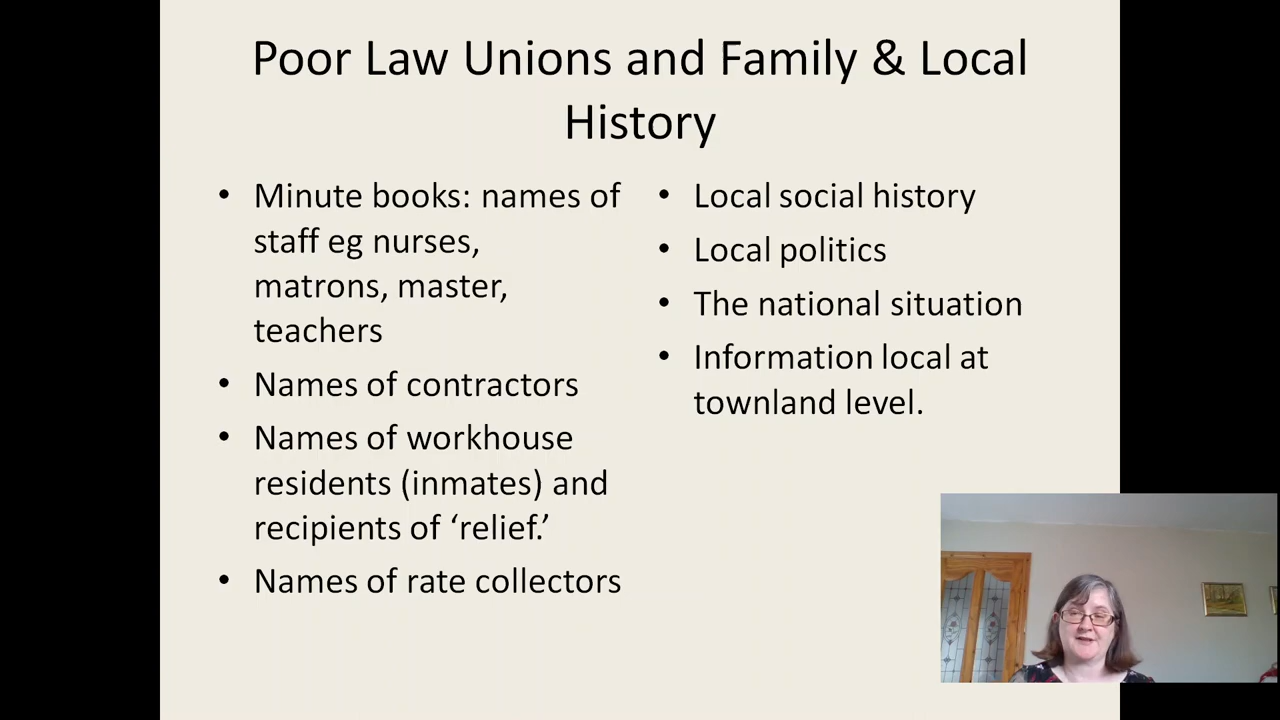 Poor Law Unions and Family & Local
History
• Minute books: names of
staff eg nurses,
matrons, master,
teachers
• Names of contractors
• Names of workhouse
residents (inmates) and
recipients of ‘relief.’
• Names of rate collectors
• Local social history
• Local politics
• The national situation
• Information local at
townland level.